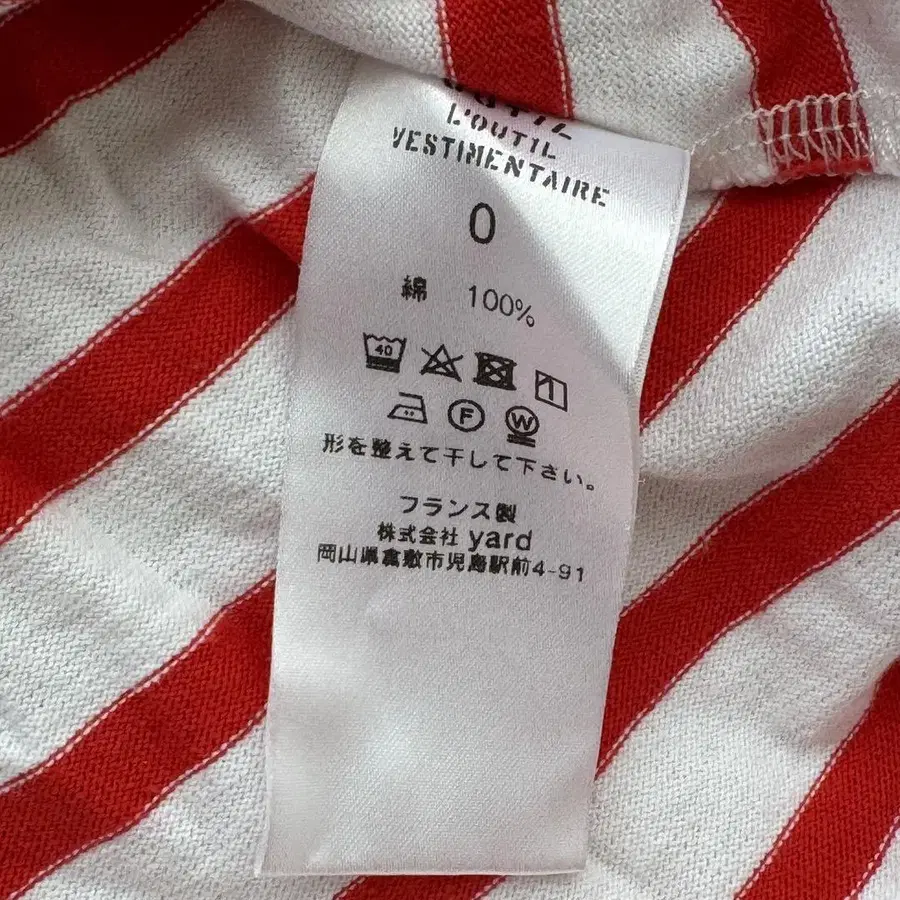 L'OUTIL
VESTIMENTAIRE
0
綿 100%
40
F W
形を整えて干して下さい。
フランス製
株式会社 yard
岡山県倉敷市児島駅前4-91